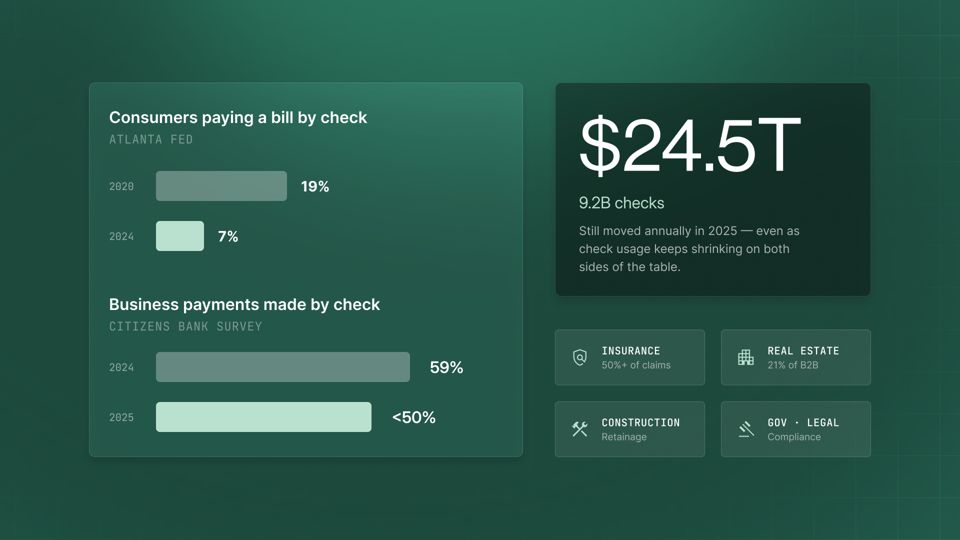 Consumers paying a bill by check
ATLANTA FED
2020 19%
2024 7%
Business payments made by check
CITIZENS BANK SURVEY
2024 59%
2025 <50%
$24.5T
9.2B checks
Still moved annually in 2025 — even as
check usage keeps shrinking on both
sides of the table.
INSURANCE
50%+ of claims
REAL ESTATE
21% of B2B
CONSTRUCTION
Retainage
GOV · LEGAL
Compliance